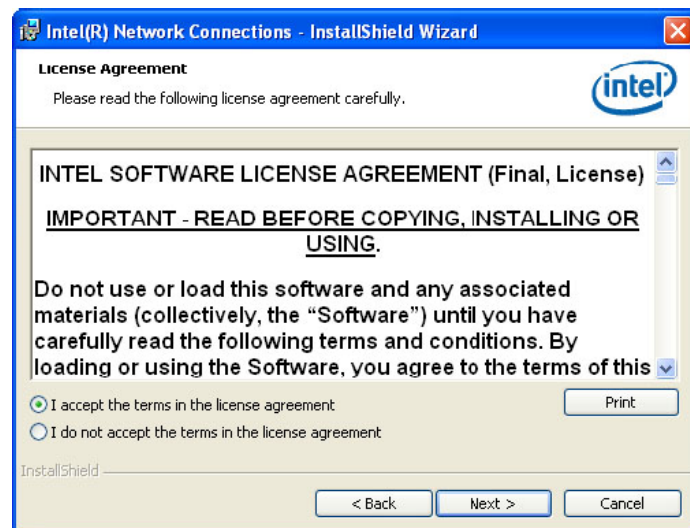 Intel(R) Network Connections - InstallShield Wizard
License Agreement
Please read the following license agreement carefully.
intel
INTEL SOFTWARE LICENSE AGREEMENT (Final, License)
IMPORTANT - READ BEFORE COPYING, INSTALLING OR
USING.
Do not use or load this software and any associated
materials (collectively, the “Software”) until you have
carefully read the following terms and conditions. By
loading or using the Software, you agree to the terms of this
I accept the terms in the license agreement
Print
I do not accept the terms in the license agreement
InstallShield
< Back
Next >
Cancel